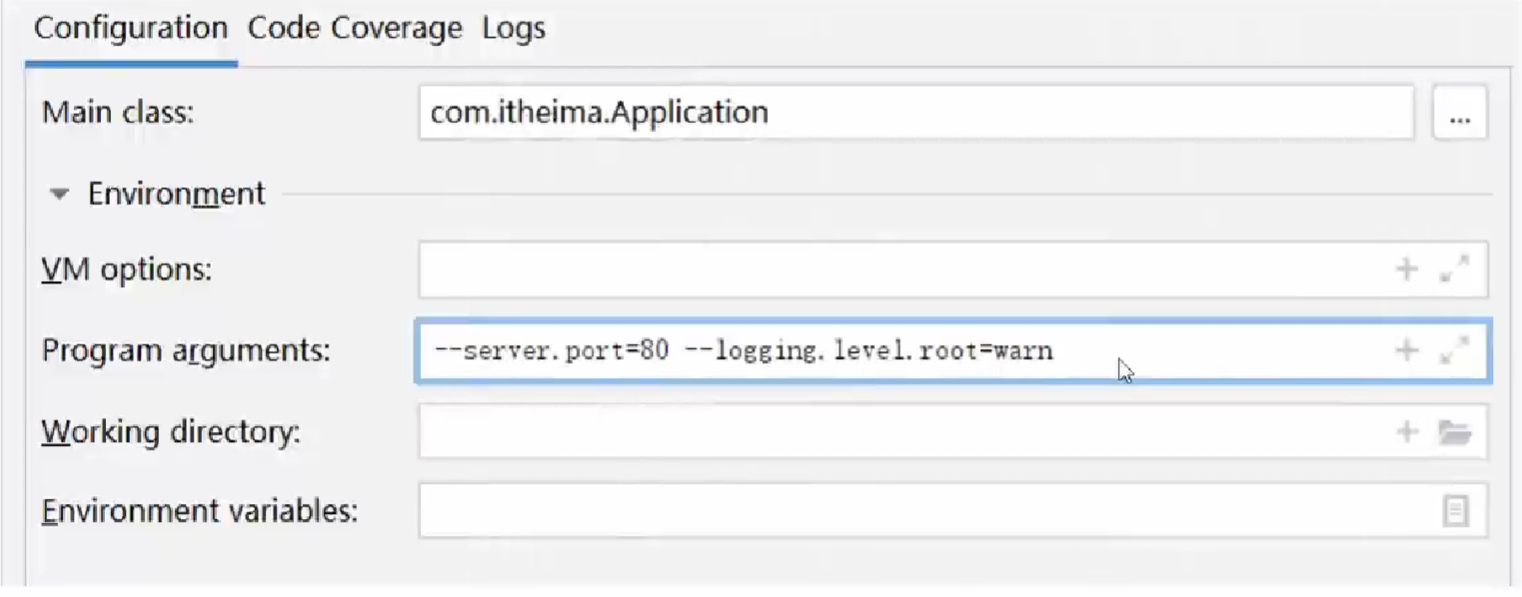 Configuration Code Coverage Logs
Main class: com.itheima.Application ...
Environment
VM options:
Program arguments: --server.port=80 --logging.level.root=warn
Working directory:
Environment variables: